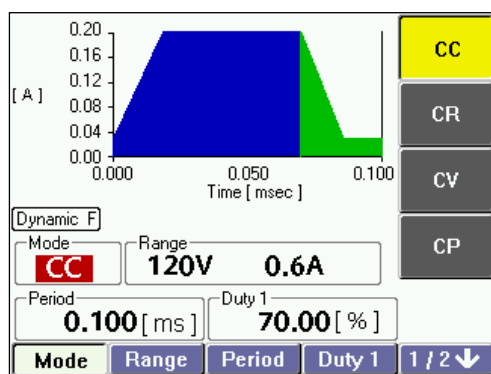 0.20
0.16
0.12
[ A ]
0.08
0.04
0.00
0.000 0.050 0.100
Time [ msec ]
CC
CR
CV
CP
Dynamic F
Mode
CC
Range
120V 0.6A
Period
0.100 [ ms ]
Duty 1
70.00 [ % ]
Mode Range Period Duty 1 1 / 2